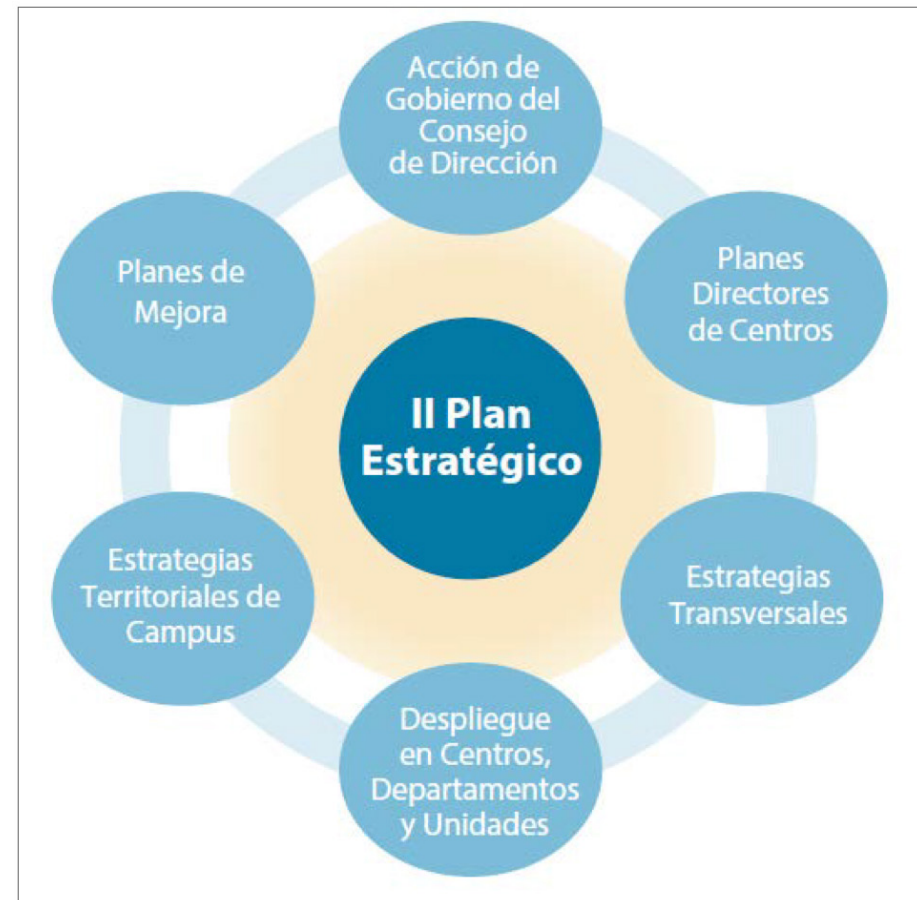 Acción de
Gobierno del
Consejo
de Dirección
Planes de
Mejora
Planes
Directores
de Centros
II Plan
Estratégico
Estrategias
Territoriales de
Campus
Estrategias
Transversales
Despliegue
en Centros,
Departamentos
y Unidades